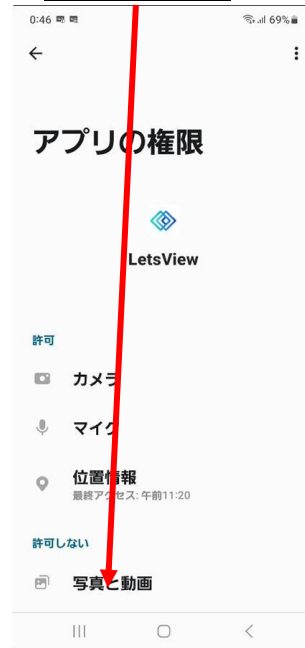 0:46
69%
アプリの権限
LetsView
許可
カメラ
マイク
位置情報
最終アクセス: 午前11:20
許可しない
写真と動画